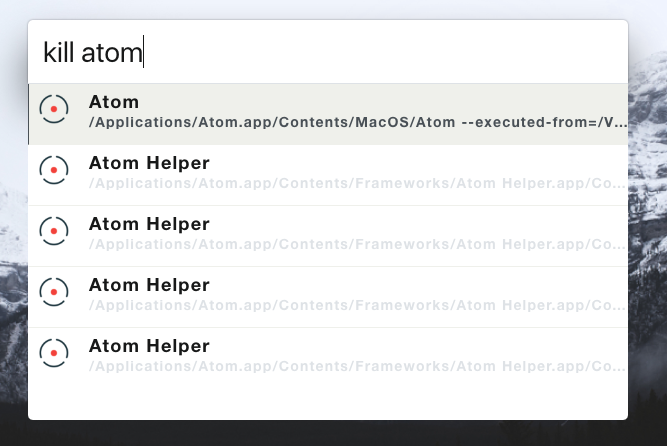 kill atom
Atom
/Applications/Atom.app/Contents/MacOS/Atom --executed-from=/V...
Atom Helper
/Applications/Atom.app/Contents/Frameworks/Atom Helper.app/Co...
Atom Helper
/Applications/Atom.app/Contents/Frameworks/Atom Helper.app/Co...
Atom Helper
/Applications/Atom.app/Contents/Frameworks/Atom Helper.app/Co...
Atom Helper
/Applications/Atom.app/Contents/Frameworks/Atom Helper.app/Co...